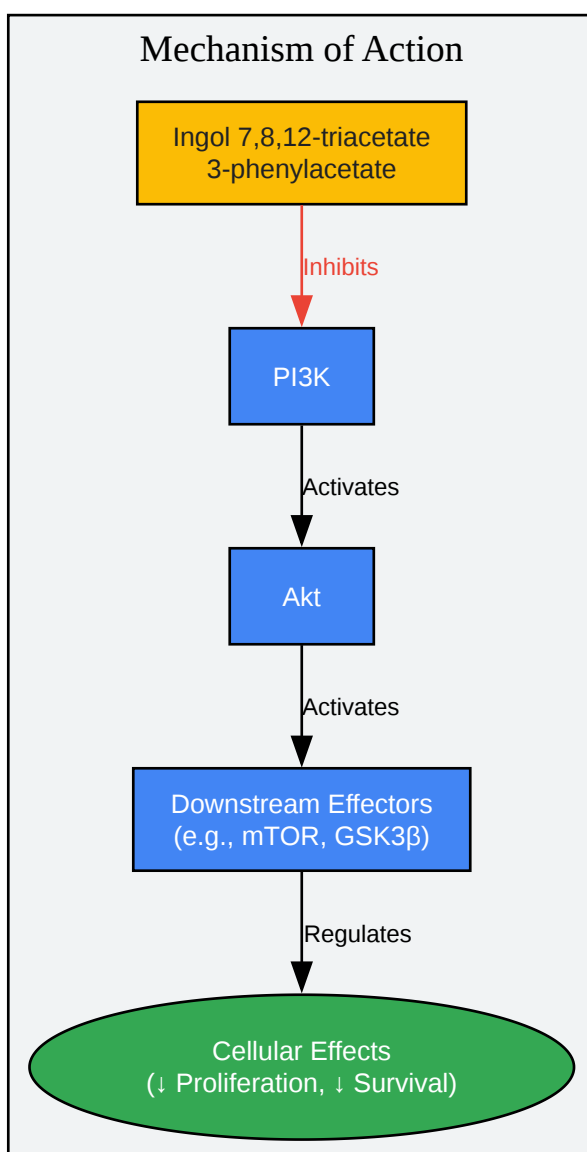 Mechanism of Action
Ingol 7,8,12-triacetate
3-phenylacetate
Inhibits
PI3K
Activates
Akt
Activates
Downstream Effectors
(e.g., mTOR, GSK3β)
Regulates
Cellular Effects
(↓ Proliferation, ↓ Survival)